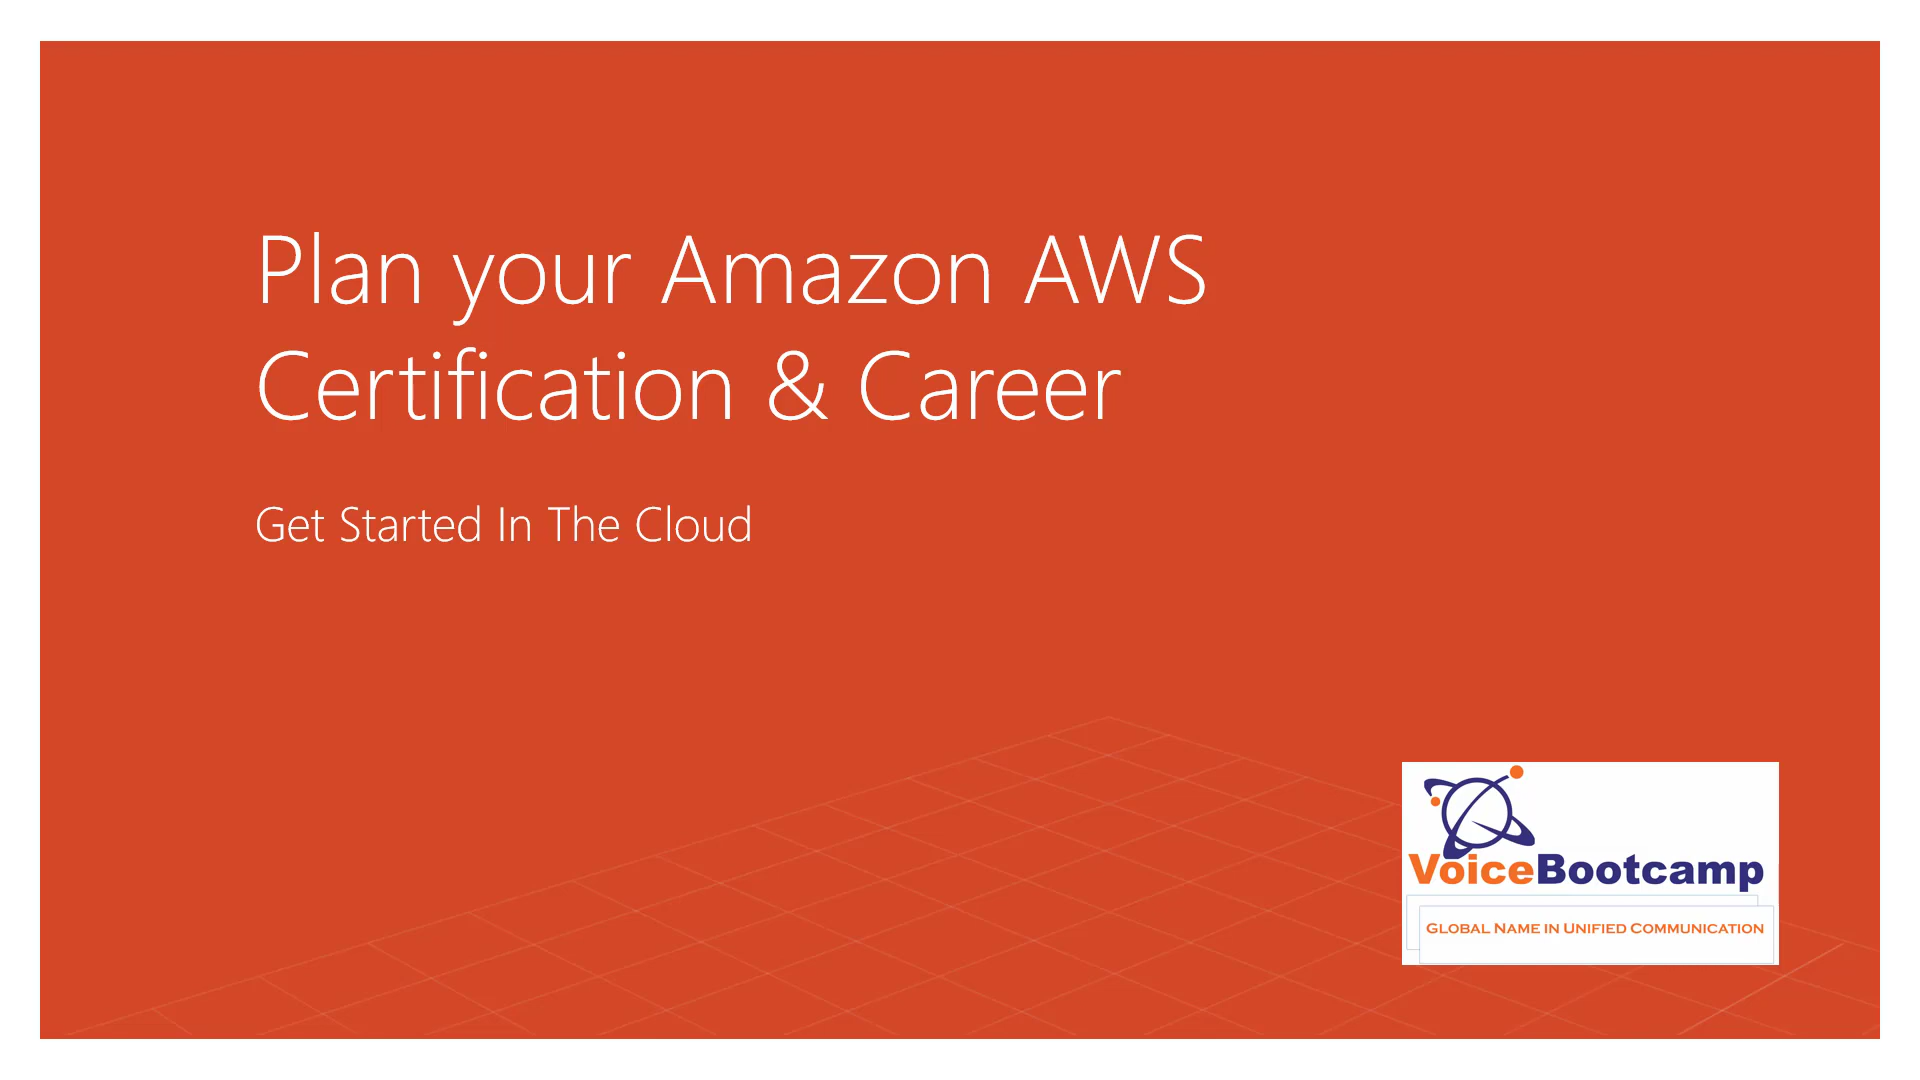 Plan your Amazon AWS
Certification & Career
Get Started In The Cloud
VoiceBootcamp
GLOBAL NAME IN UNIFIED COMMUNICATION